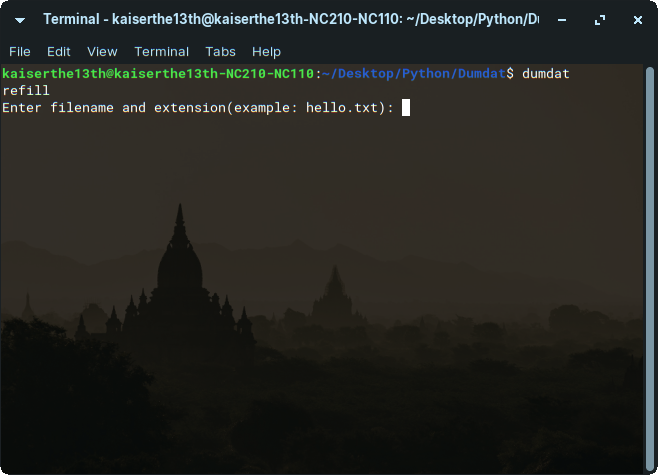 Terminal - kaiserthe13th@kaiserthe13th-NC210-NC110: ~/Desktop/Python/Du
File Edit View Terminal Tabs Help
kaiserthe13th@kaiserthe13th-NC210-NC110:~/Desktop/Python/Dumdat$ dumdat
refill
Enter filename and extension(example: hello.txt):